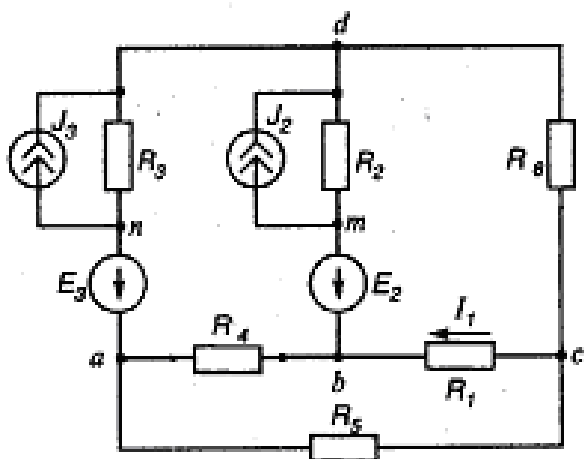 d
J₃ R₃ J₂ R₂ R₆
n m
E₃ E₂
R₄ I₁
a b R₁ c
R₅